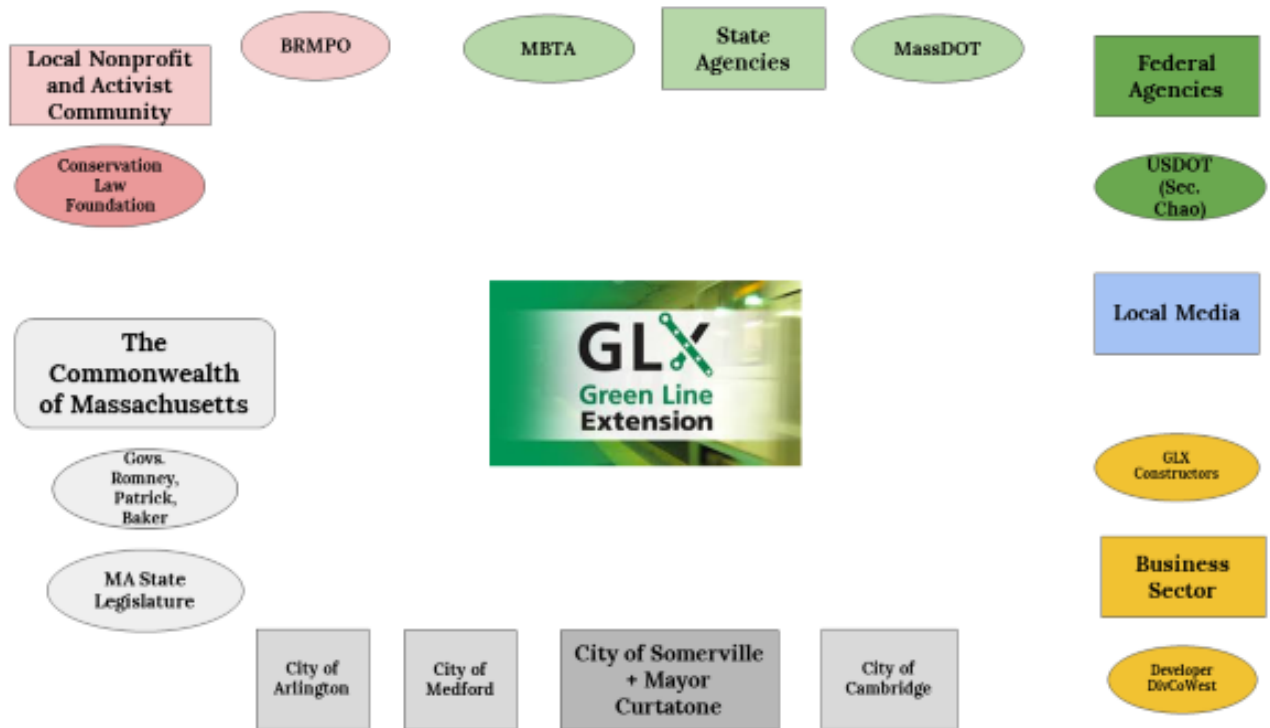 Local Nonprofit
and Activist
Community
BRMPO
MBTA
State
Agencies
MassDOT
Federal
Agencies
Conservation
Law
Foundation
USDOT
(Sec.
Chao)
GLX
Green Line
Extension
Local Media
The
Commonwealth
of Massachusetts
Govs.
Romney,
Patrick,
Baker
GLX
Constructors
MA State
Legislature
Business
Sector
City of
Arlington
City of
Medford
City of Somerville
+ Mayor
Curtatone
City of
Cambridge
Developer
DivCoWest